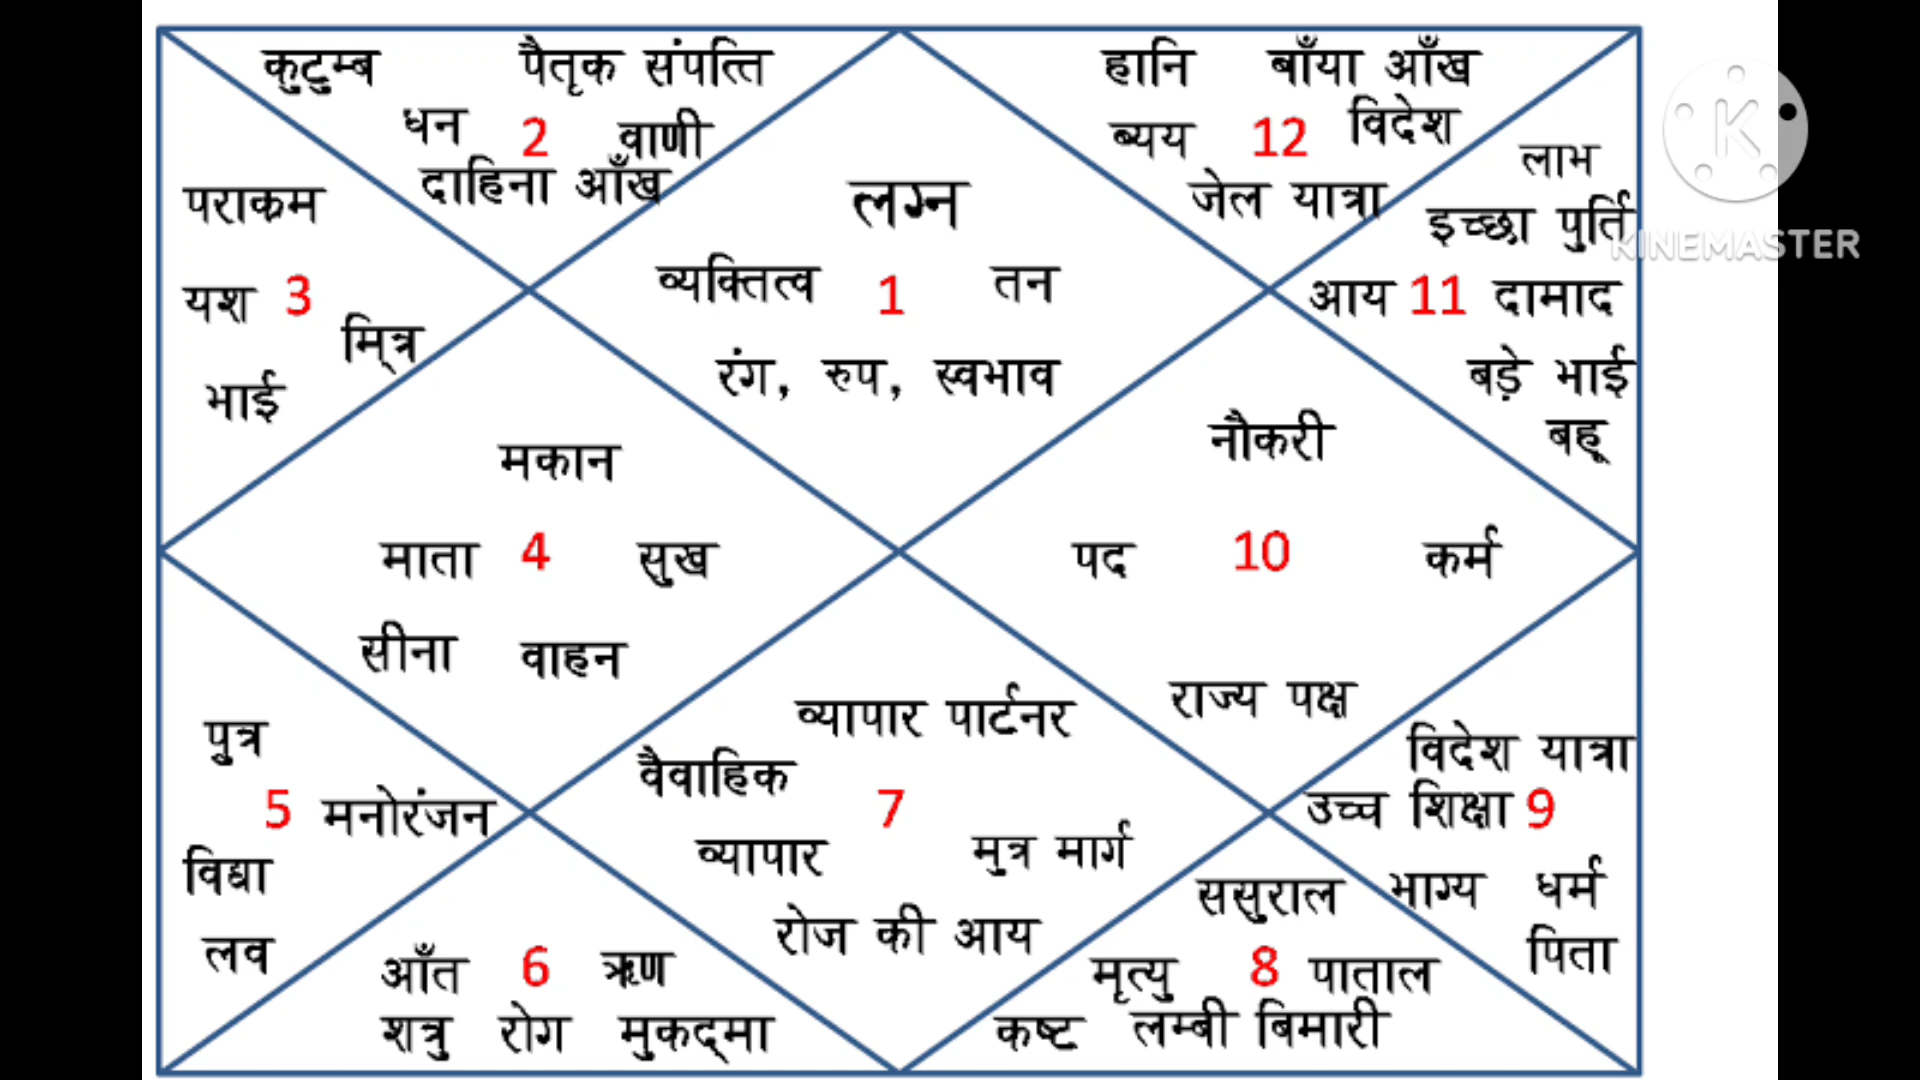 कुटुम्ब पैतृक संपत्ति
धन 2 वाणी
दाहिना आँख
हानि बाँया आँख
ब्यय 12 विदेश
जेल यात्रा
लग्न
व्यक्तित्व 1 तन
रंग, रुप, स्वभाव
पराक्रम
यश 3 मित्र
भाई
लाभ
इच्छा पुर्ति
आय 11 दामाद
बड़े भाई
बहू
मकान
माता 4 सुख
सीना वाहन
नौकरी
पद 10 कर्म
राज्य पक्ष
पुत्र
5 मनोरंजन
विद्या
लव
व्यापार पार्टनर
वैवाहिक
7
व्यापार मुत्र मार्ग
रोज की आय
विदेश यात्रा
उच्च शिक्षा 9
भाग्य धर्म
पिता
आँत 6 ऋण
शत्रु रोग मुकद्‌मा
ससुराल
मृत्यु 8 पाताल
कष्ट लम्बी बिमारी
K
KINEMASTER